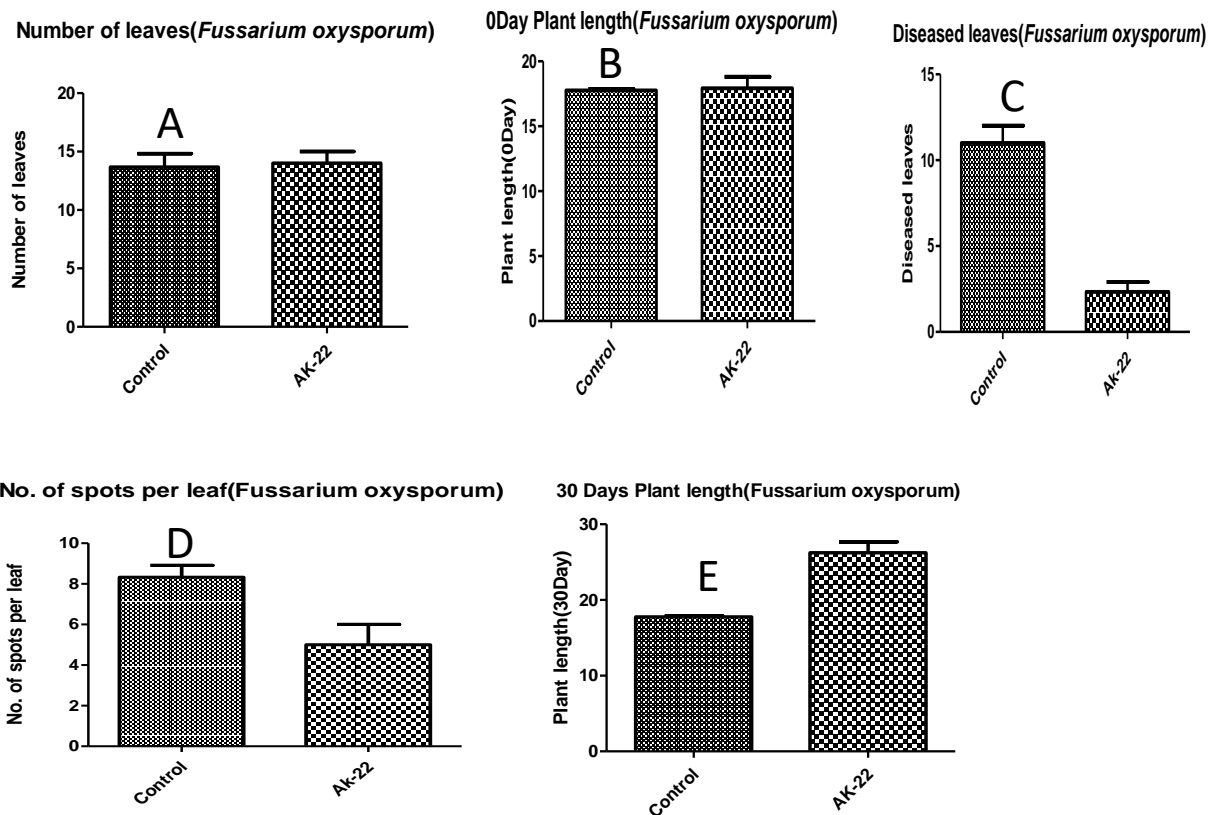 Number of leaves(Fussarium oxysporum)
20
15
10
5
0
Number of leaves
A
Control
AK-22
0Day Plant length(Fussarium oxysporum)
20
15
10
5
0
Plant length(0Day)
B
Control
AK-22
Diseased leaves(Fussarium oxysporum)
15
10
5
0
Diseased leaves
C
Control
AK-22
No. of spots per leaf(Fussarium oxysporum)
10
8
6
4
2
0
No. of spots per leaf
D
Control
Ak-22
30 Days Plant length(Fussarium oxysporum)
30
20
10
0
Plant length(30Day)
E
Control
AK-22